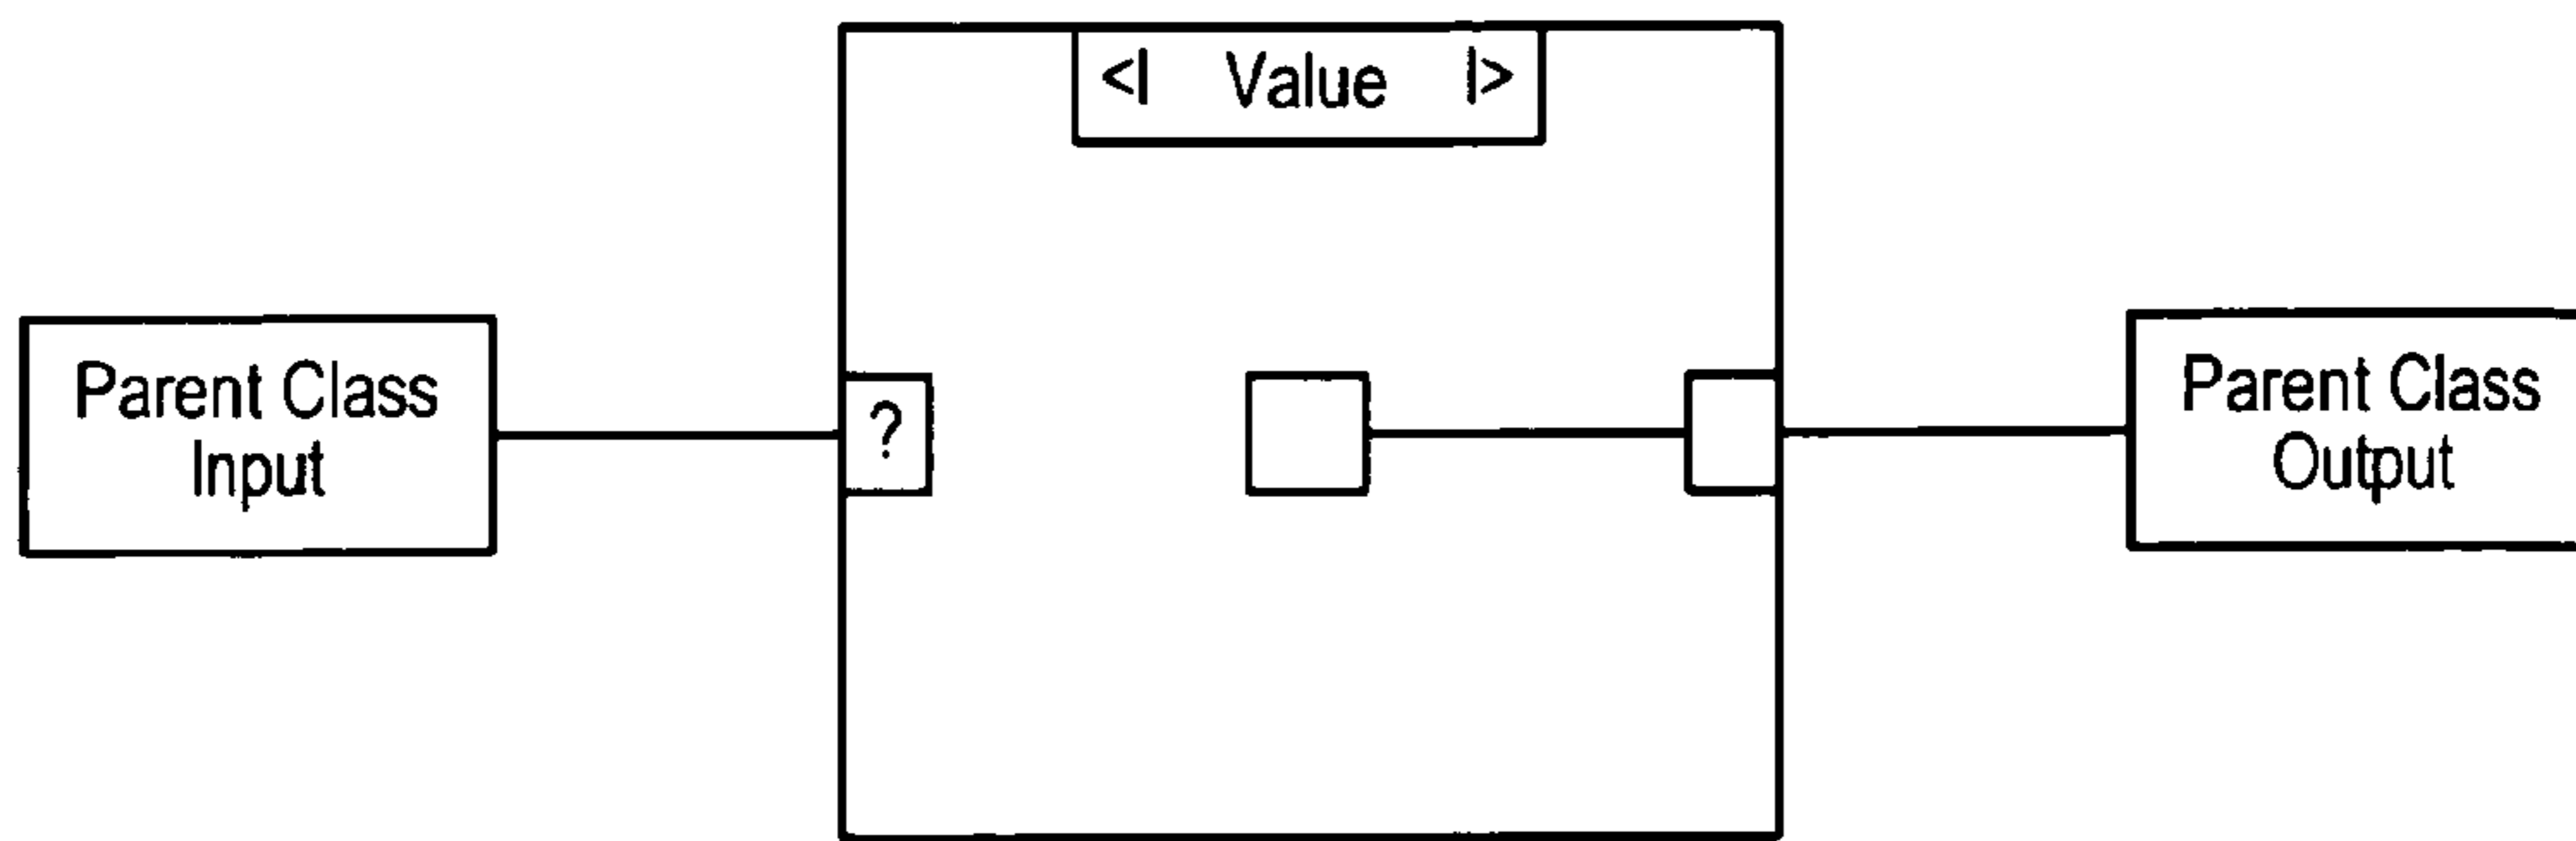 <| Value |>
Parent Class
Input
?
Parent Class
Output